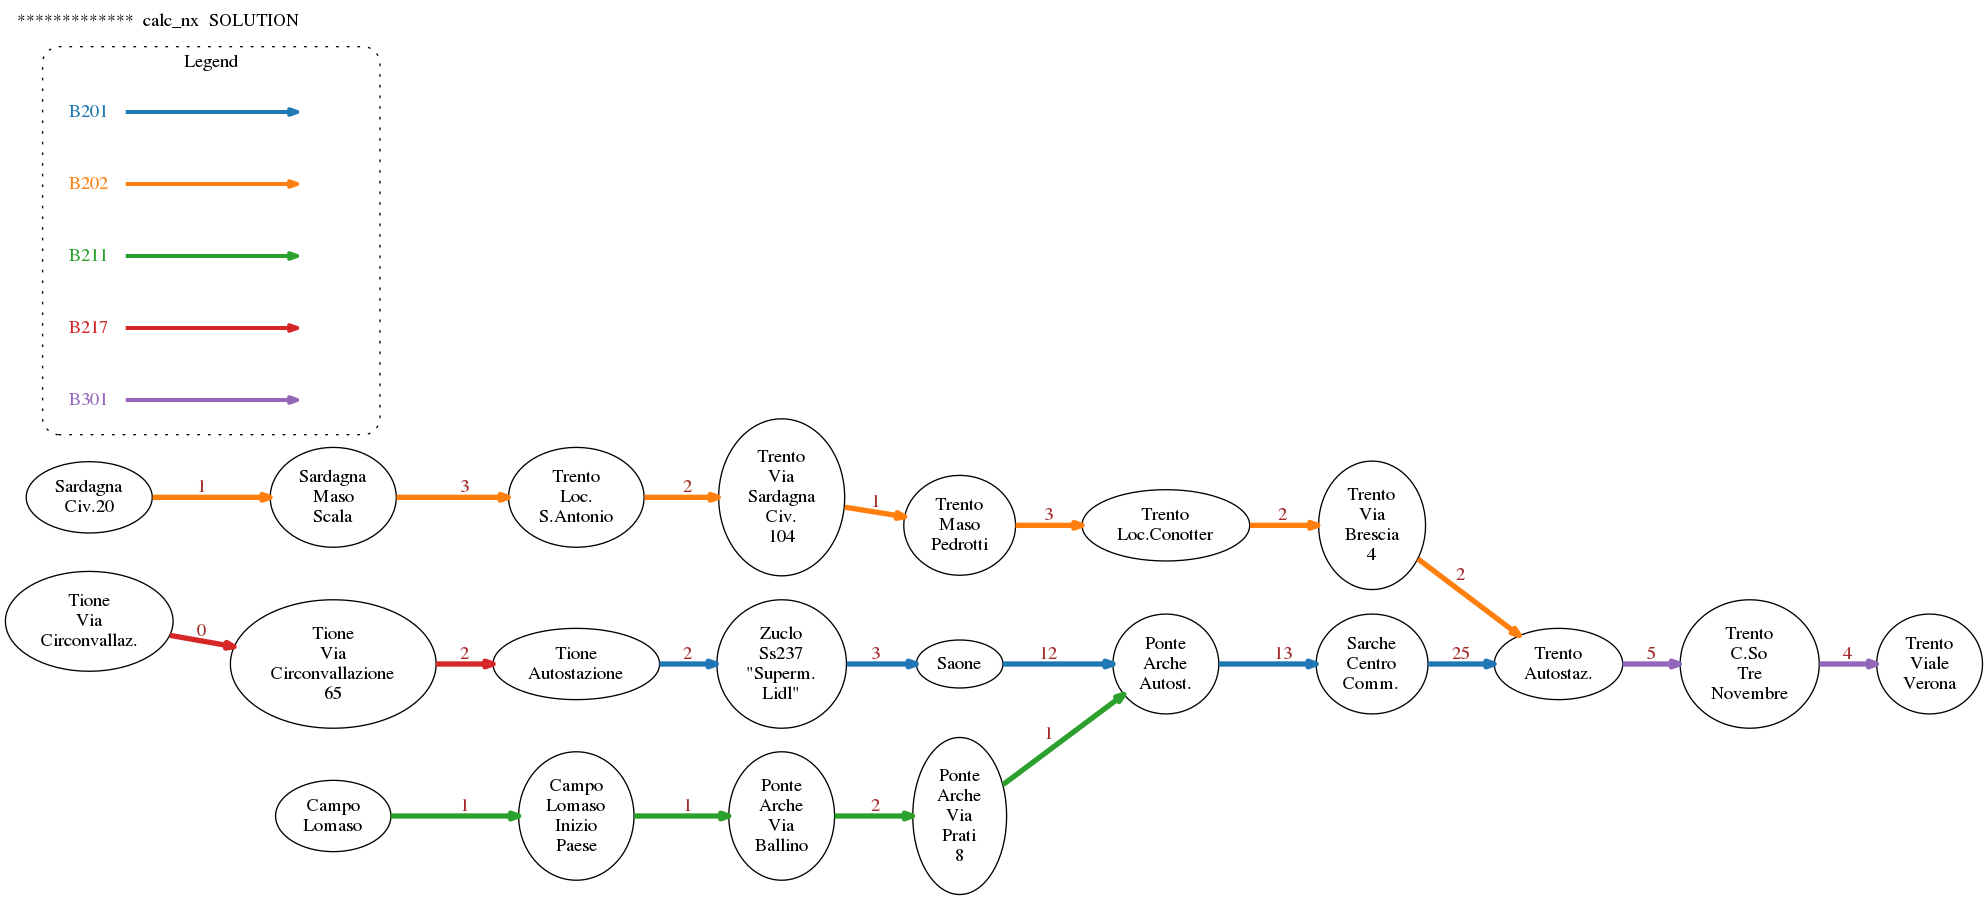 ************* calc_nx SOLUTION
Legend
B201
B202
B211
B217
B301
Sardagna
Civ.20
1
Sardagna
Maso
Scala
3
Trento
Loc.
S.Antonio
2
Trento
Via
Sardagna
Civ.
104
1
Trento
Maso
Pedrotti
3
Trento
Loc.Conotter
2
Trento
Via
Brescia
4
2
Tione
Via
Circonvallaz.
0
Tione
Via
Circonvallazione
65
2
Tione
Autostazione
2
Zuclo
Ss237
"Superm.
Lidl"
3
Saone
12
Ponte
Arche
Autost.
13
Sarche
Centro
Comm.
25
Trento
Autostaz.
5
Trento
C.So
Tre
Novembre
4
Trento
Viale
Verona
Campo
Lomaso
1
Campo
Lomaso
Inizio
Paese
1
Ponte
Arche
Via
Ballino
2
Ponte
Arche
Via
Prati
8
1